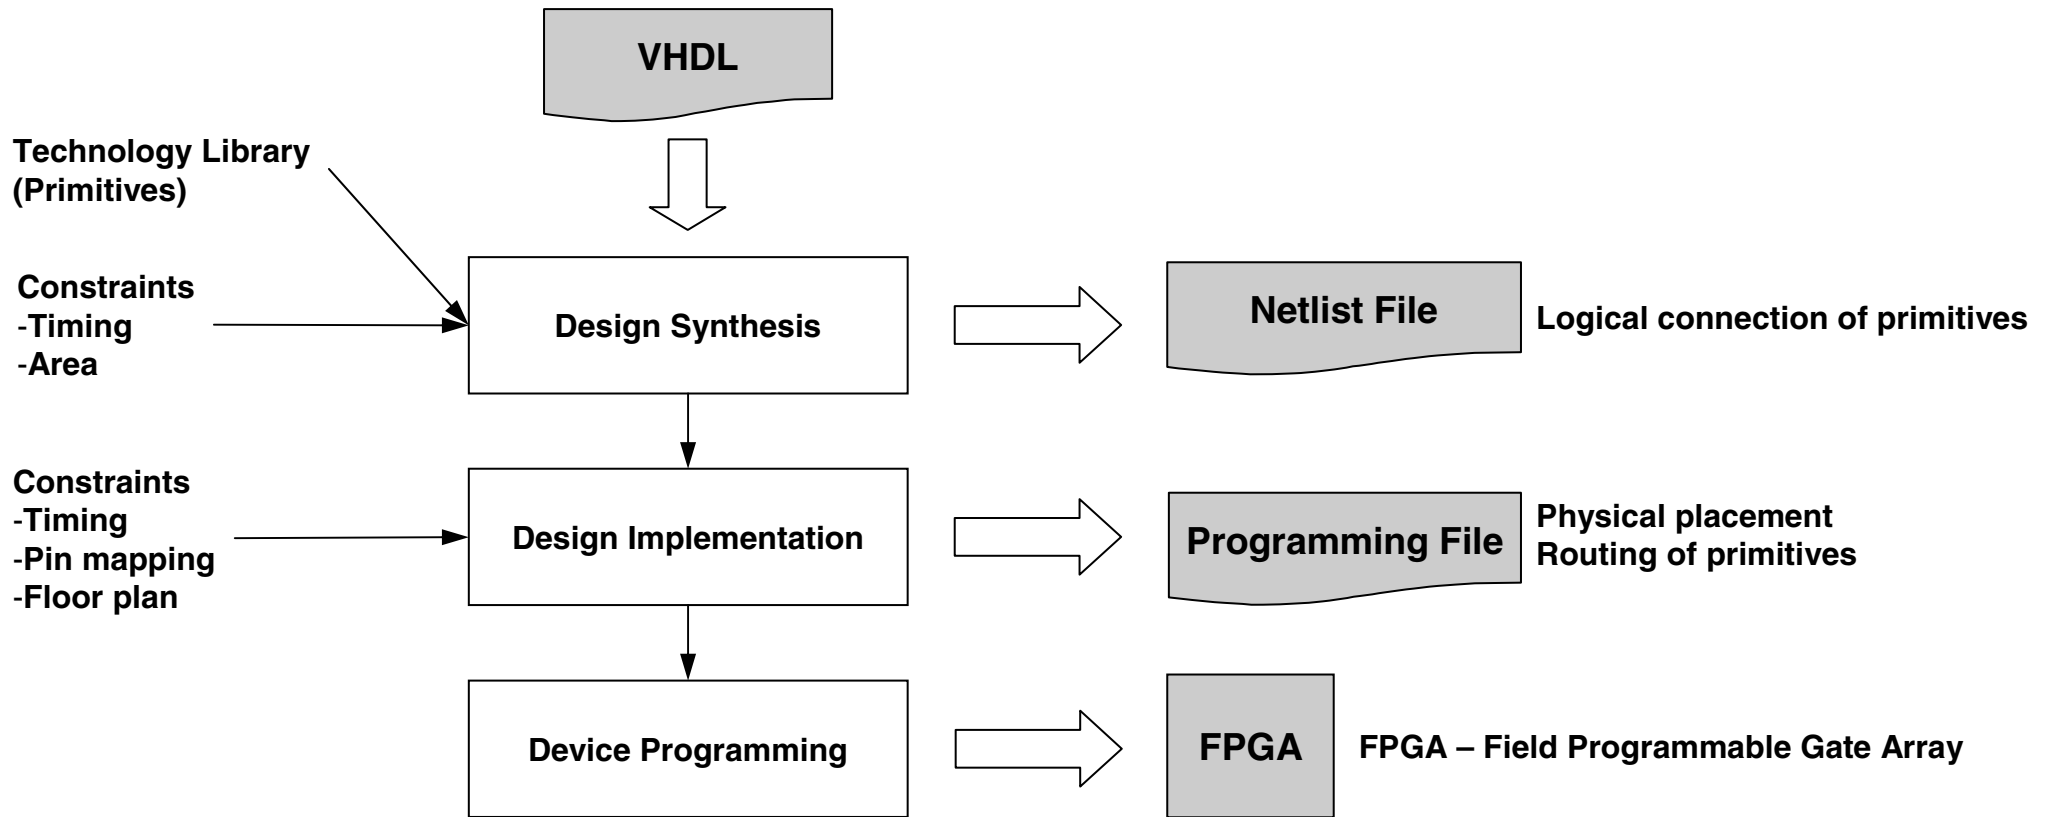 VHDL
Technology Library
(Primitives)
Constraints
-Timing
-Area
Design Synthesis
Netlist File
Logical connection of primitives
Constraints
-Timing
-Pin mapping
-Floor plan
Design Implementation
Programming File
Physical placement
Routing of primitives
Device Programming
FPGA
FPGA – Field Programmable Gate Array